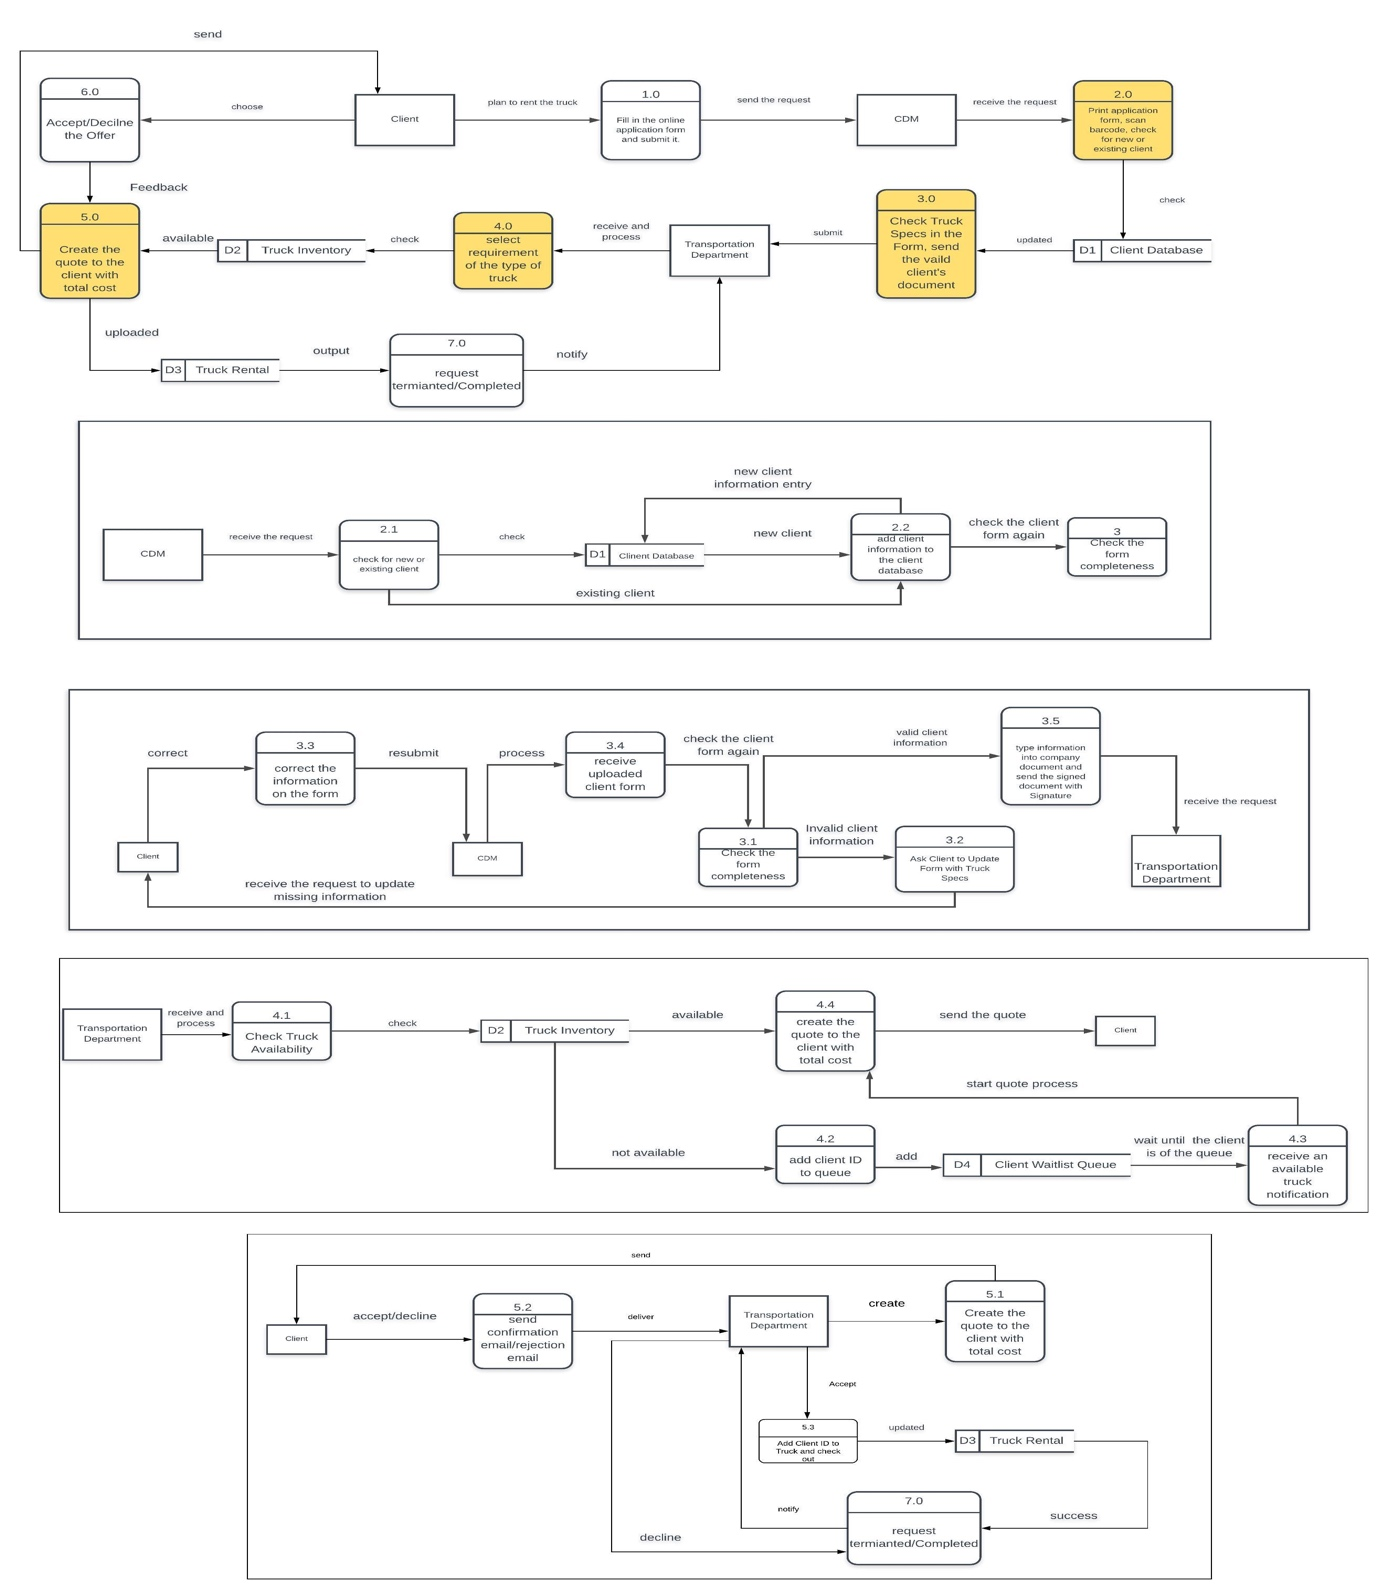 send
6.0
Accept/Decilne
the Offer
choose
Client
plan to rent the truck
1.0
Fill in the online
application form
and submit it.
send the request
CDM
receive the request
2.0
Print application
form, scan
barcode, check
for new or
existing client
Feedback
check
5.0
Create the
quote to the
client with
total cost
available
D2
Truck Inventory
check
4.0
select
requirement
of the type of
truck
receive and
process
Transportation
Department
submit
3.0
Check Truck
Specs in the
Form, send
the vaild
client's
document
updated
D1
Client Database
uploaded
D3
Truck Rental
output
7.0
request
termianted/Completed
notify
new client
information entry
CDM
receive the request
2.1
check for new or
existing client
check
D1
Clinent Database
new client
2.2
add client
information to
the client
database
check the client
form again
3
Check the
form
completeness
existing client
correct
3.3
correct the
information
on the form
resubmit
process
3.4
receive
uploaded
client form
check the client
form again
valid client
information
3.5
type information
into company
document and
send the signed
document with
Signature
receive the request
Client
CDM
3.1
Check the
form
completeness
Invalid client
information
3.2
Ask Client to Update
Form with Truck
Specs
Transportation
Department
receive the request to update
missing information
Transportation
Department
receive and
process
4.1
Check Truck
Availability
check
D2
Truck Inventory
available
4.4
create the
quote to the
client with
total cost
send the quote
Client
start quote process
not available
4.2
add client ID
to queue
add
D4
Client Waitlist Queue
wait until  the client
is of the queue
4.3
receive an
available
truck
notification
send
Client
accept/decline
5.2
send
confirmation
email/rejection
email
deliver
Transportation
Department
create
5.1
Create the
quote to the
client with
total cost
Accept
5.3
Add Client ID to
Truck and check
out
updated
D3
Truck Rental
notify
7.0
request
termianted/Completed
success
decline